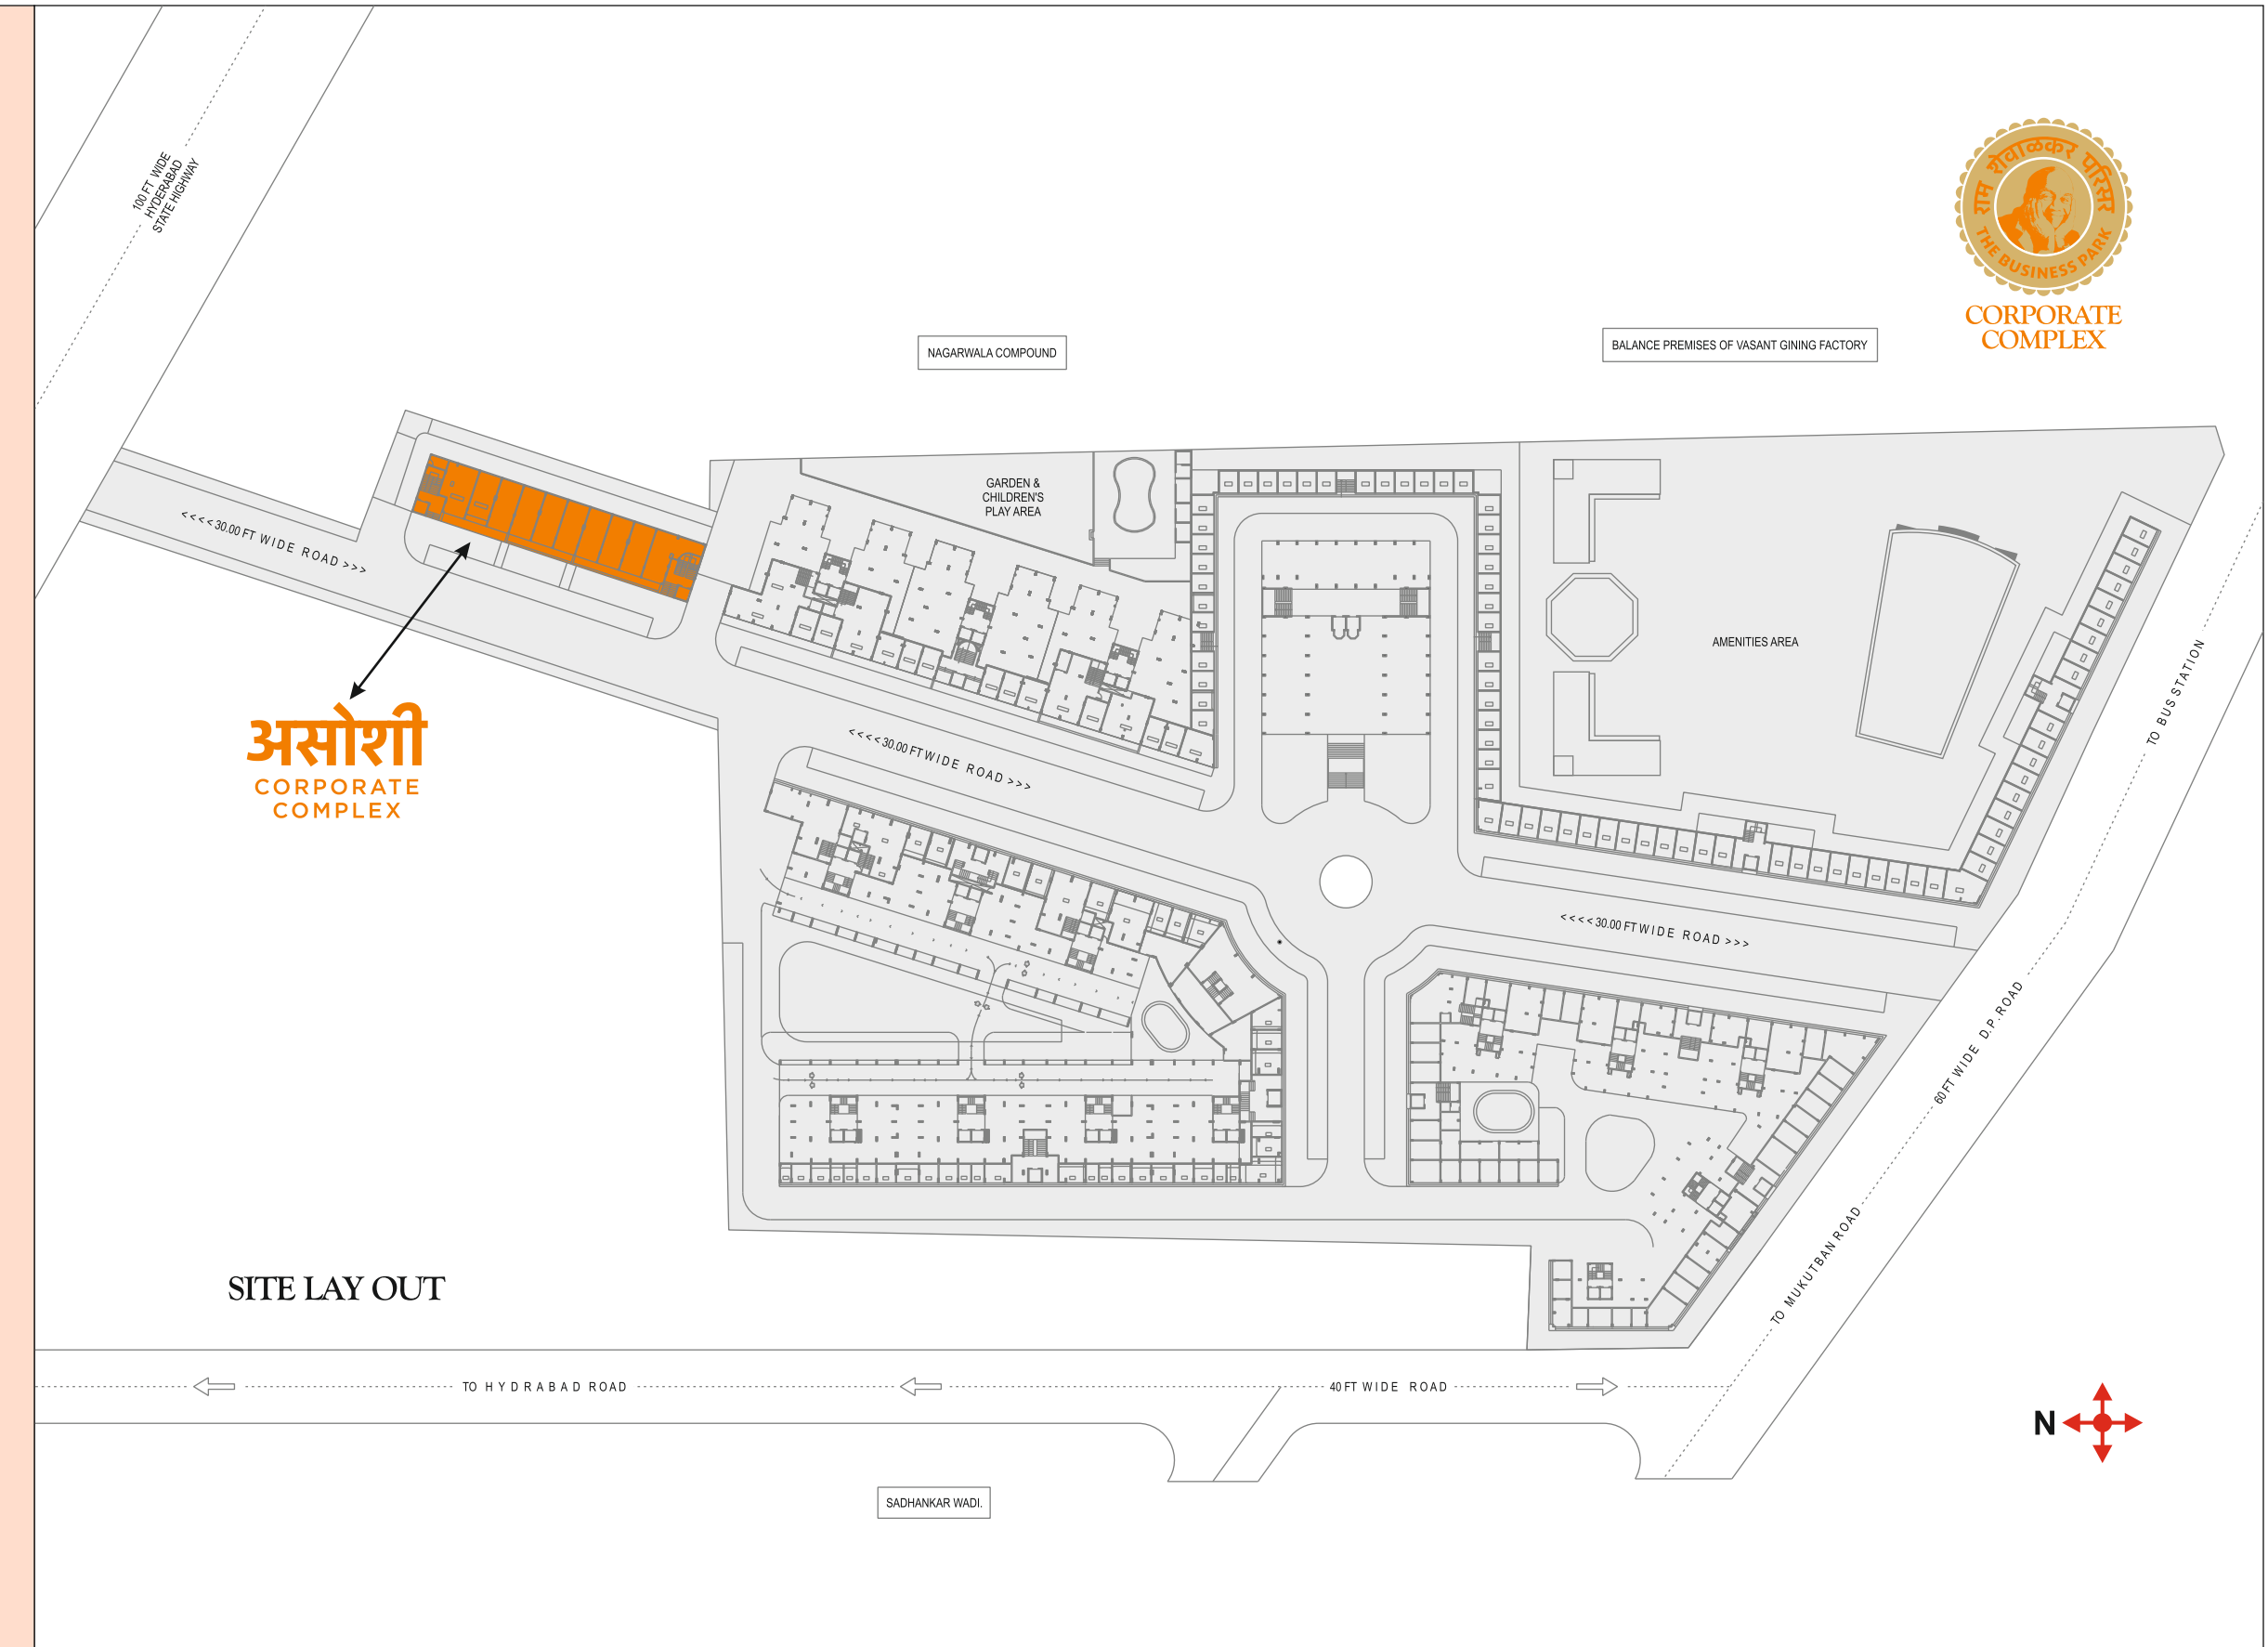 100 FT WIDE
HYDERABAD
STATE HIGHWAY
राम शेवाळकर परिसर
THE BUSINESS PARK
CORPORATE
COMPLEX
NAGARWALA COMPOUND
BALANCE PREMISES OF VASANT GINING FACTORY
GARDEN &
CHILDREN'S
PLAY AREA
<<<<30.00 FT WIDE ROAD >>>
AMENITIES AREA
TO BUS STATION
असोशी
CORPORATE
COMPLEX
<<<<30.00 FT WIDE ROAD >>>
<<<<30.00 FT WIDE ROAD >>>
60FT WIDE D.P. ROAD
TO MUKUTBAN ROAD
SITE LAY OUT
TO HYDRABAD ROAD
40 FT WIDE ROAD
N
SADHANKAR WADI.